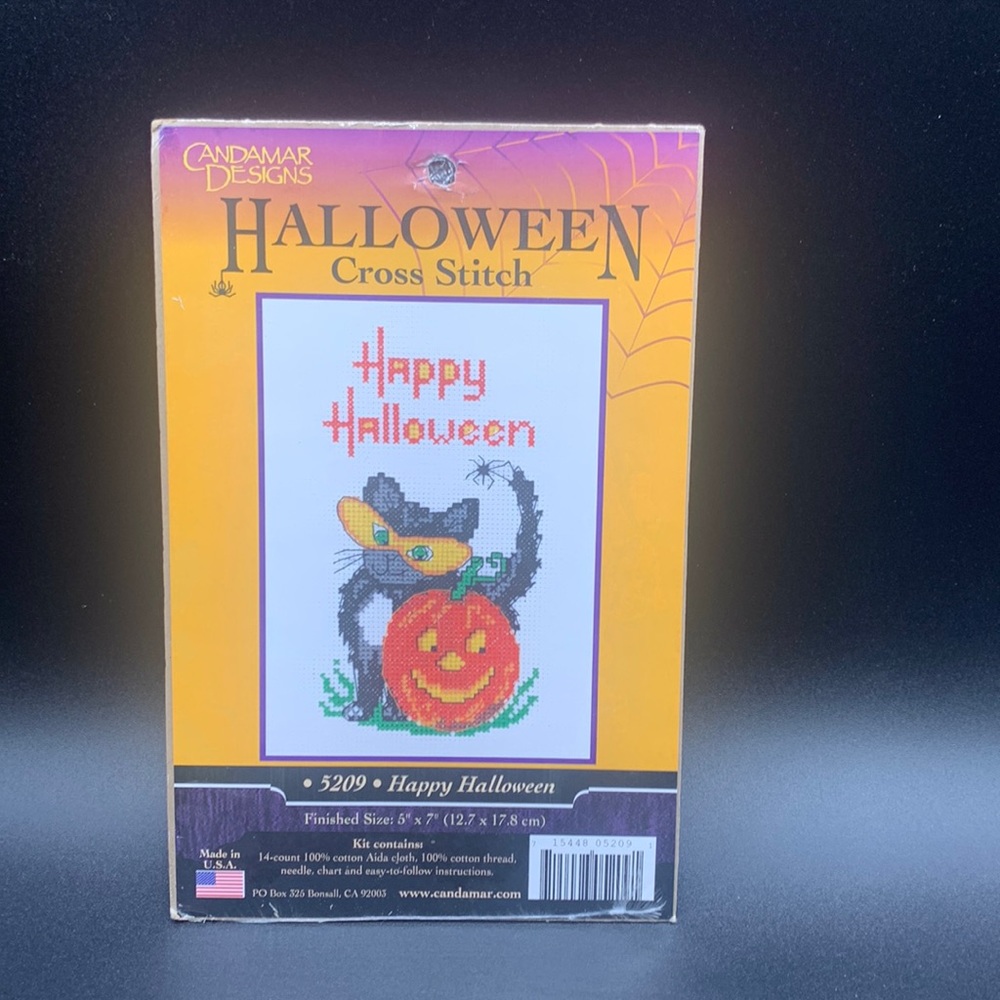 CANDAMAR
DESIGNS
HALLOWEEN
Cross Stitch
Happy
Halloween
• 5209 • Happy Halloween
Finished Size: 5" x 7" (12.7 x 17.8 cm)
Kit contains:
14-count 100% cotton Aida cloth, 100% cotton thread,
needle, chart and easy-to-follow instructions.
Made in
U.S.A.
PO Box 325 Bonsall, CA 92003 www.candamar.com
7 15448 05209 1